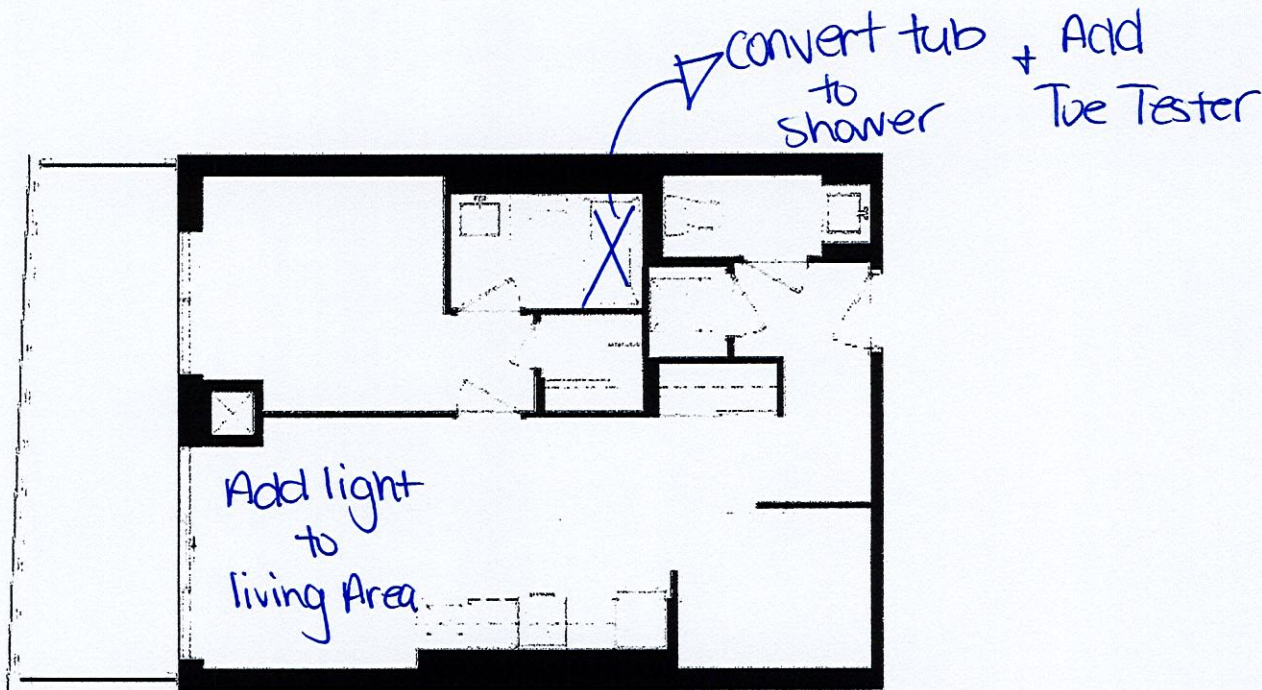 convert tub + Add
to Toe Tester
shower
Add light
to
living Area